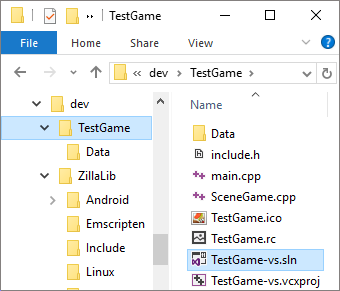 TestGame
File
Home
Share
View
dev
TestGame
dev
TestGame
Data
ZillaLib
Android
Emscripten
Include
Linux
Name
Data
include.h
main.cpp
SceneGame.cpp
TestGame.ico
TestGame.rc
TestGame-vs.sln
TestGame-vs.vcxproj